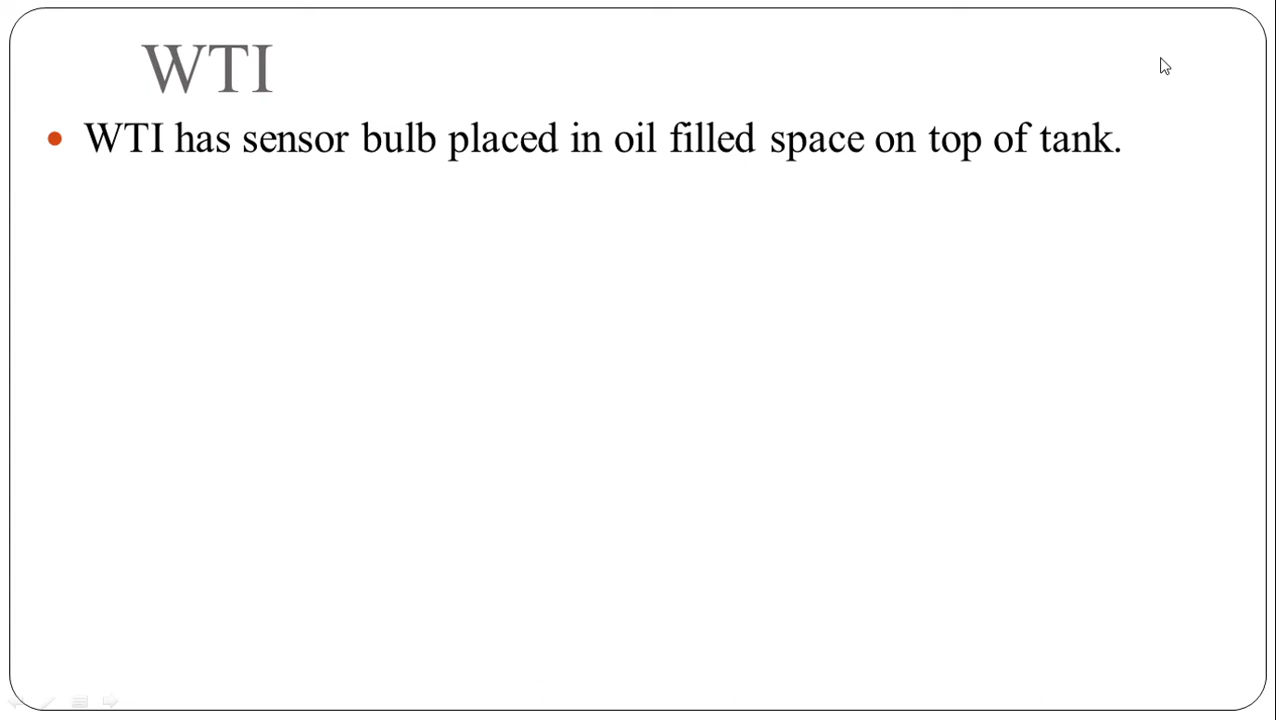 WTI
• WTI has sensor bulb placed in oil filled space on top of tank.